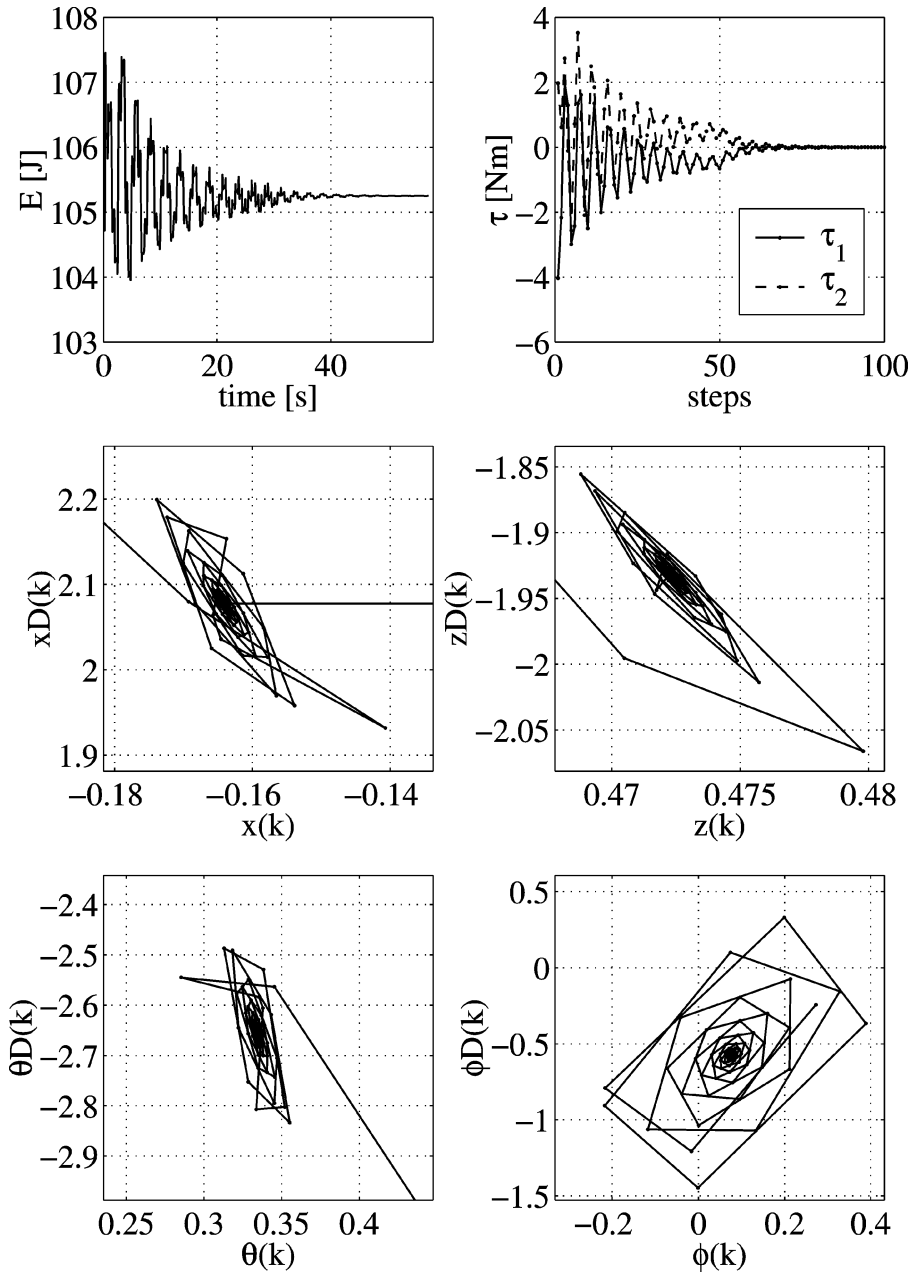 108
107
106
105
104
103
E [J]
0 20 40
time [s]
4
2
0
−2
−4
−6
τ [Nm]
τ1
τ2
0 50 100
steps
2.2
2.1
2
1.9
xD(k)
−0.18 −0.16 −0.14
x(k)
−1.85
−1.9
−1.95
−2
−2.05
zD(k)
0.47 0.475 0.48
z(k)
−2.4
−2.5
−2.6
−2.7
−2.8
−2.9
θD(k)
0.25 0.3 0.35 0.4
θ(k)
0.5
0
−0.5
−1
−1.5
ϕD(k)
−0.2 0 0.2 0.4
ϕ(k)